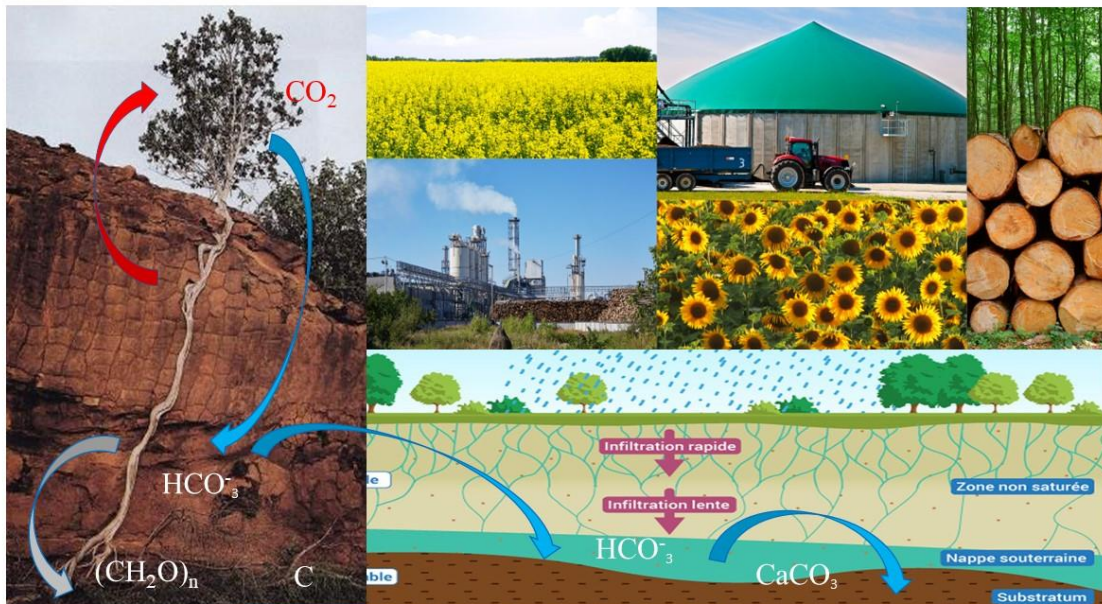 CO₂
3
HCO⁻₃
(CH₂O)ₙ
C
Infiltration rapide
Infiltration lente
Zone non saturée
HCO⁻₃
CaCO₃
Nappe souterraine
Substratum